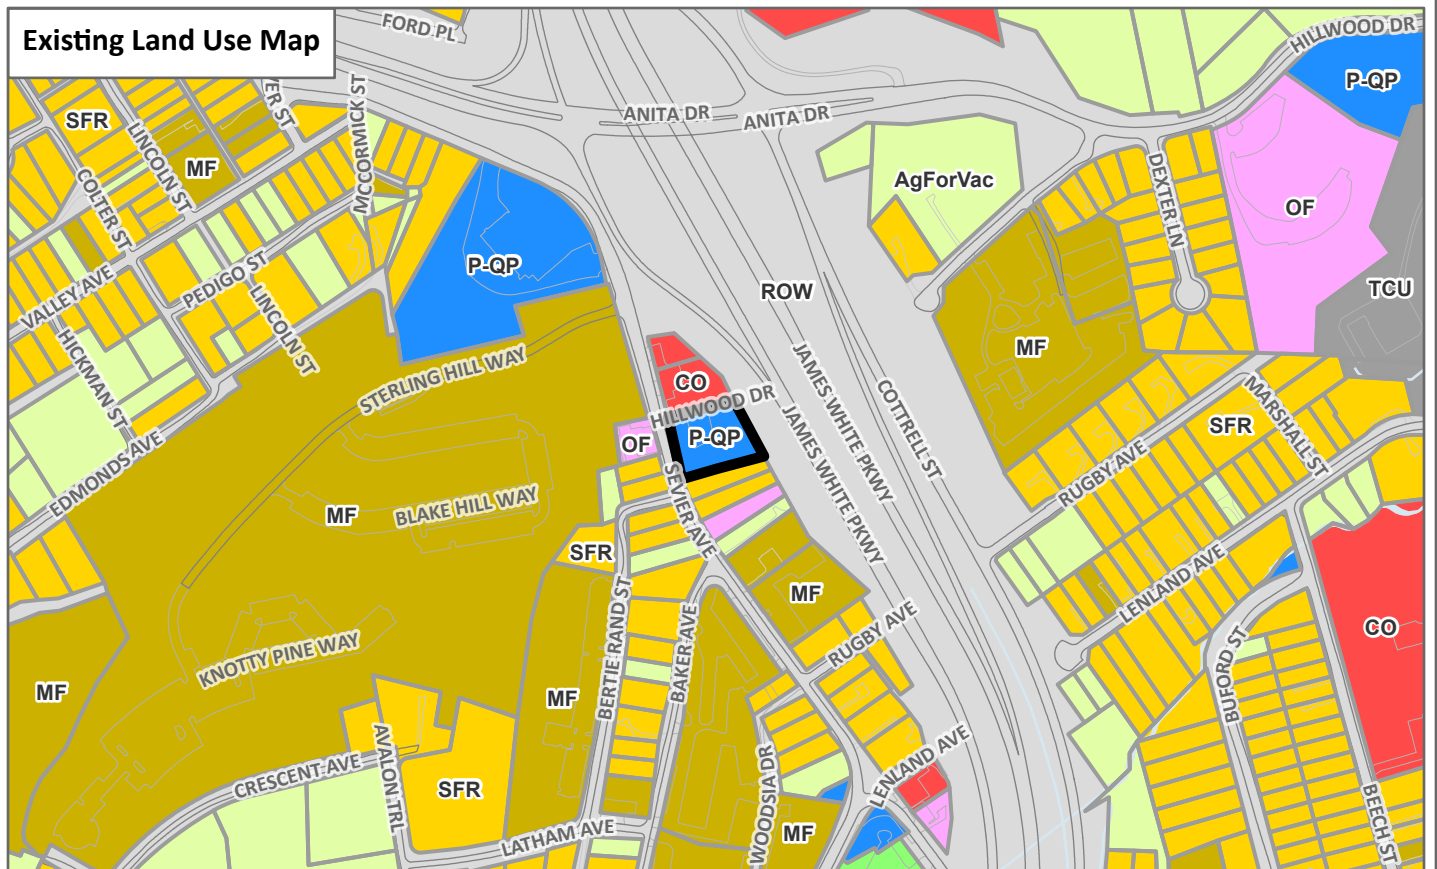 Existing Land Use Map
FORD PL
HILLWOOD DR
P-QP
SFR
VER ST
MCCORMICK ST
ANITA DR
ANITA DR
LINCOLN ST
MF
COLTER ST
AgForVac
DEXTER LN
OF
P-QP
PEDIGO ST
VALLEY AVE
LINCOLN ST
ROW
TCU
HICKMAN ST
MF
STERLING HILL WAY
JAMES WHITE PKWY
COTTRELL ST
CO
HILLWOOD DR
MARSHALL ST
SFR
OF
P-QP
JAMES WHITE PKWY
EDMONDS AVE
RUGBY AVE
SEVIER AVE
MF
BLAKE HILL WAY
SFR
LENLAND AVE
MF
BERTIE RAND ST
BAKER AVE
RUGBY AVE
CO
KNOTTY PINE WAY
BUFORD ST
MF
MF
AVALON TRL
CRESCENT AVE
SFR
WOODSIA DR
LENLAND AVE
BEECH ST
LATHAM AVE
MF